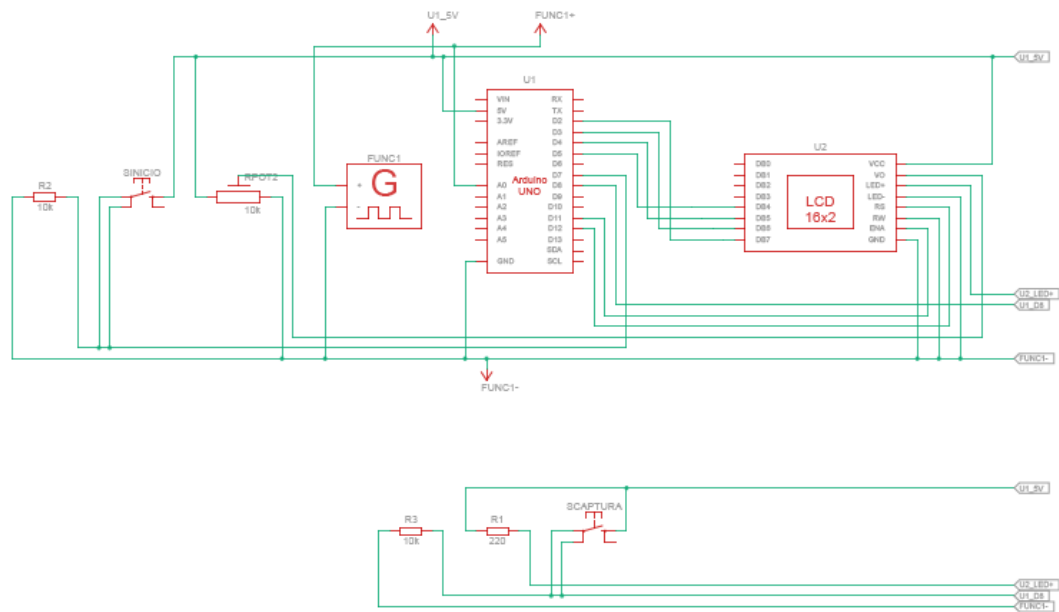 U1_5V
FUNC1+
U1_5V
U1
VIN
5V
3.3V
AREF
IOREF
RES
A0
A1
A2
A3
A4
A5
GND
Arduino
UNO
RX
TX
D2
D3
D4
D5
D6
D7
D8
D9
D10
D11
D12
D13
SDA
SCL
R2
10k
SINICIO
RPOT2
10k
FUNC1
+
G
-
U2
DB0
DB1
DB2
DB3
DB4
DB5
DB6
DB7
LCD
16x2
VCC
VO
LED+
LED-
RS
RW
ENA
GND
U2_LED+
U1_D8
FUNC1-
FUNC1-
U1_5V
R3
10k
R1
220
SCAPTURA
U2_LED+
U1_D8
FUNC1-